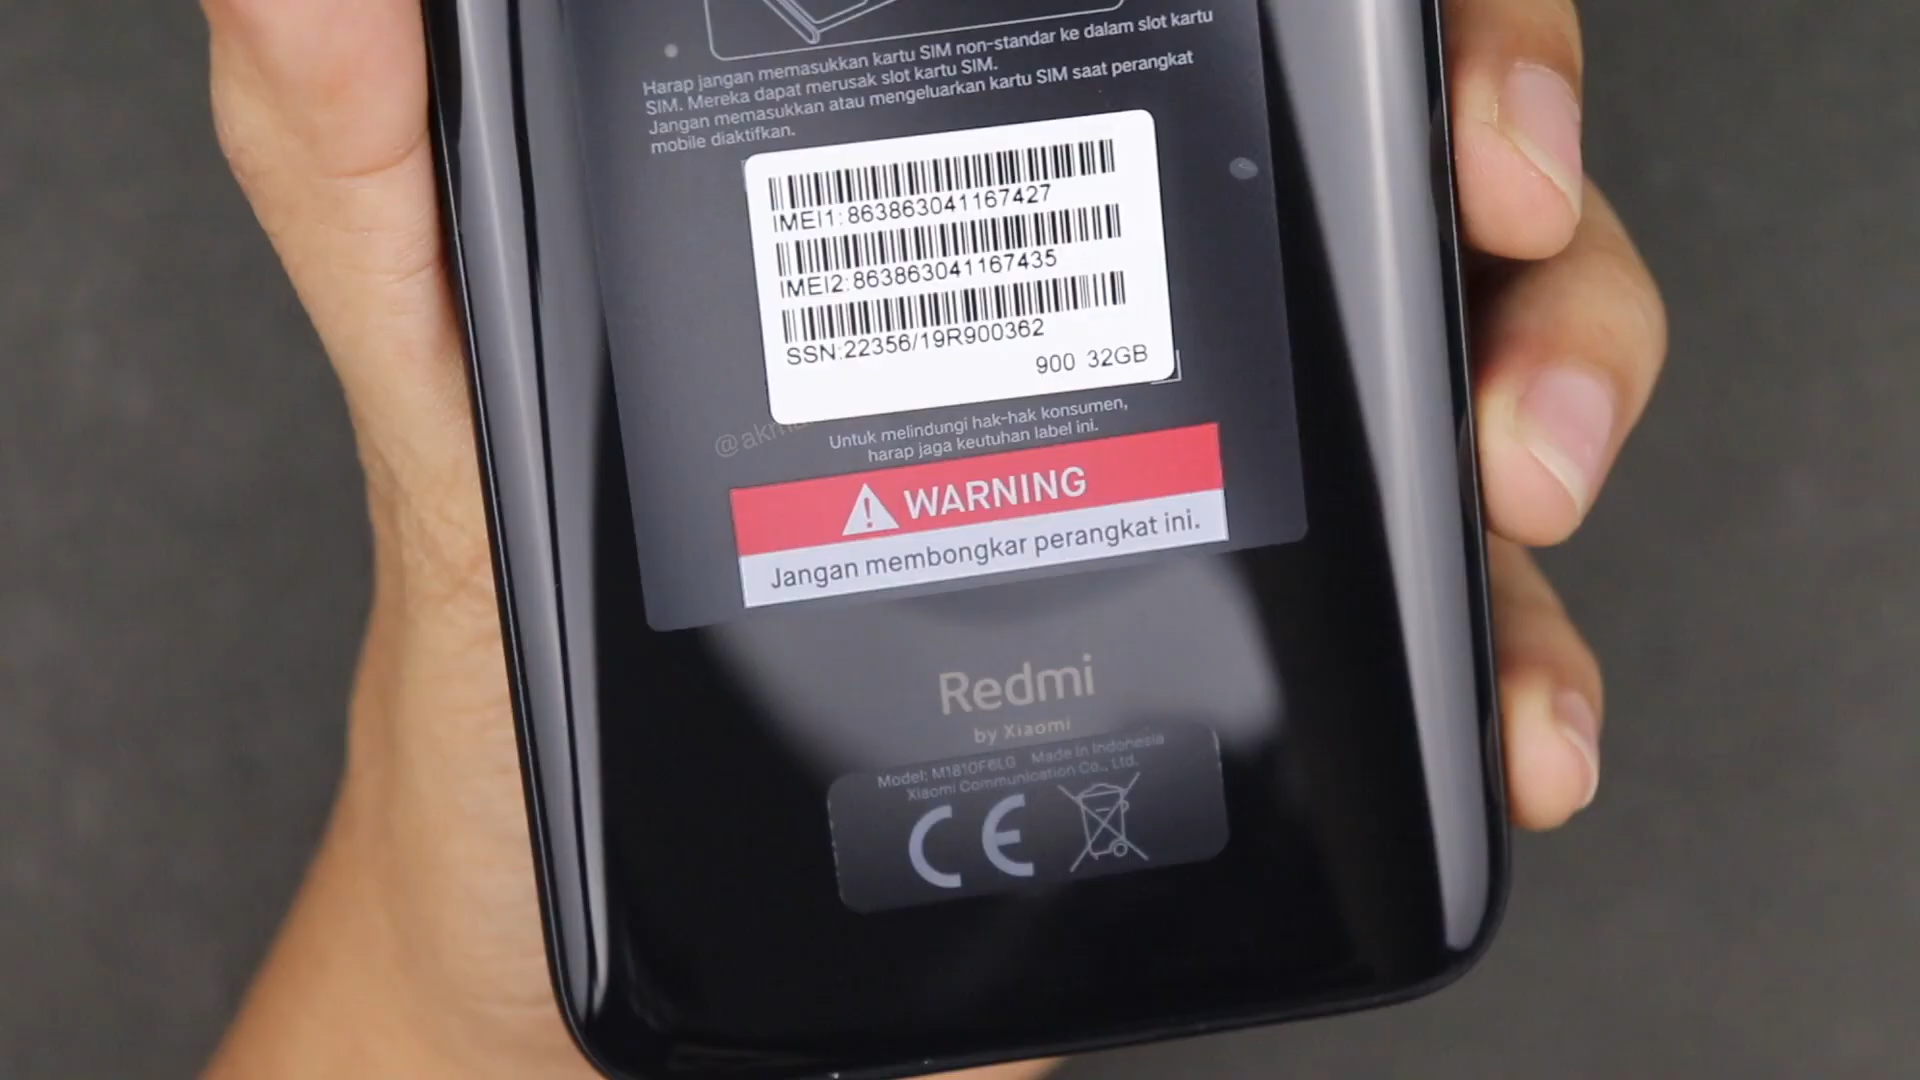 Harap jangan memasukkan kartu SIM non-standar ke dalam slot kartu
SIM. Mereka dapat merusak slot kartu SIM.
Jangan memasukkan atau mengeluarkan kartu SIM saat perangkat
mobile diaktifkan.
IMEI1:863863041167427
IMEI2:863863041167435
SSN:22356/19R900362
900 32GB
Untuk melindungi hak-hak konsumen,
harap jaga keutuhan label ini.
WARNING
Jangan membongkar perangkat ini.
Redmi
by Xiaomi
Model: M1810F6LG Made in Indonesia
Xiaomi Communication Co., Ltd.
CE